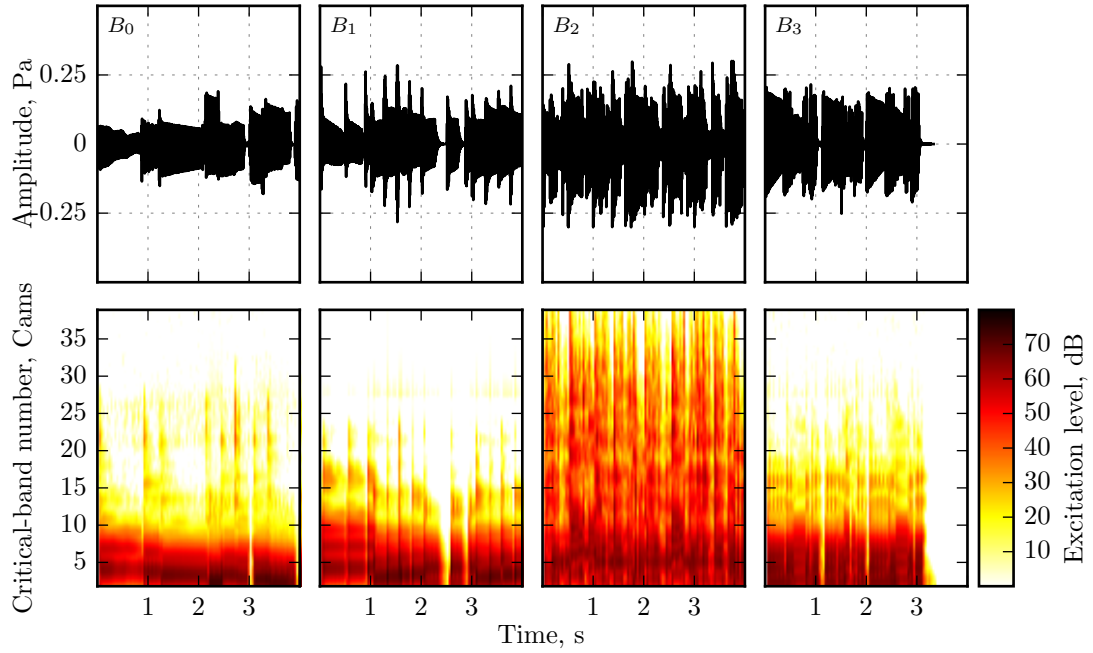 B0 B1 B2 B3
Amplitude, Pa
0.25
0
−0.25
Critical-band number, Cams
35
30
25
20
15
10
5
1 2 3 1 2 3 1 2 3 1 2 3
Time, s
70
60
50
40
30
20
10
Excitation level, dB